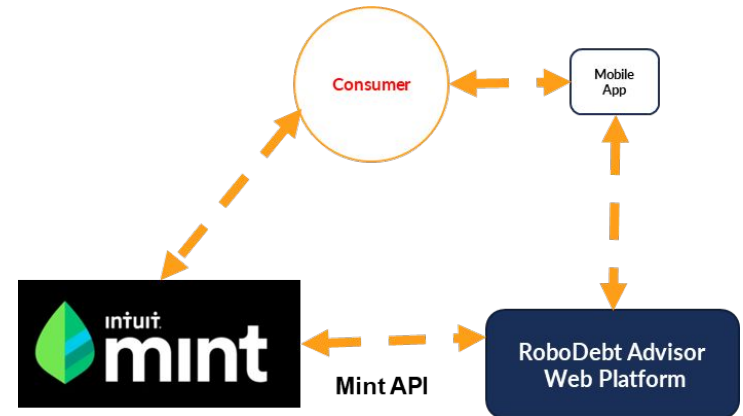 Consumer
Mobile
App
intuit
mint
Mint API
RoboDebt Advisor
Web Platform